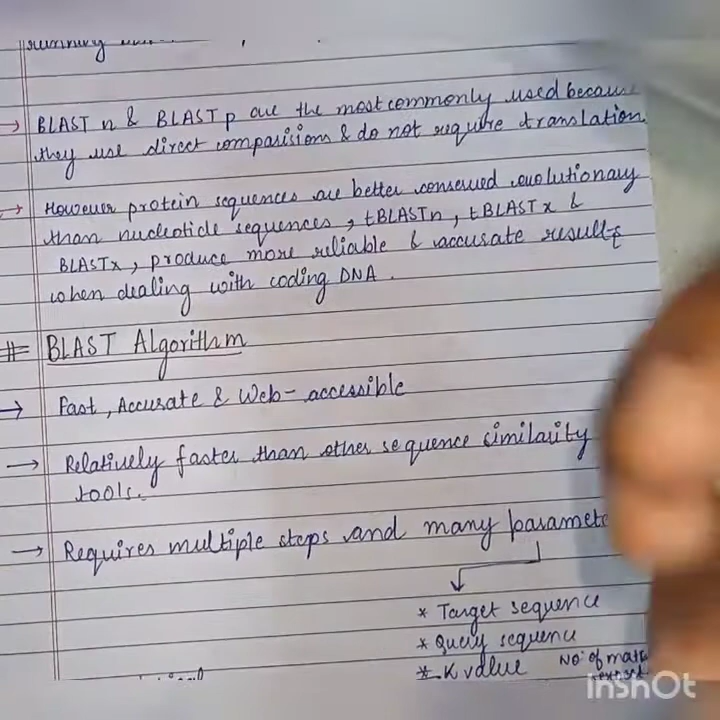 → BLAST n & BLAST p are the most commonly used because
they use direct comparisions & do not require translation
→ However protein sequences are better conserved evolutionary
than nucleotide sequences, tBLASTn, tBLASTx &
BLASTx, produce more reliable & accurate results
when dealing with coding DNA.
# BLAST Algorithm
→ Fast, Accurate & Web-accessible
→ Relatively faster than other sequence similarity
tools.
→ Requires multiple steps and many paramete
* Target sequence
* Query sequence
* K value No: of mat
InShOt